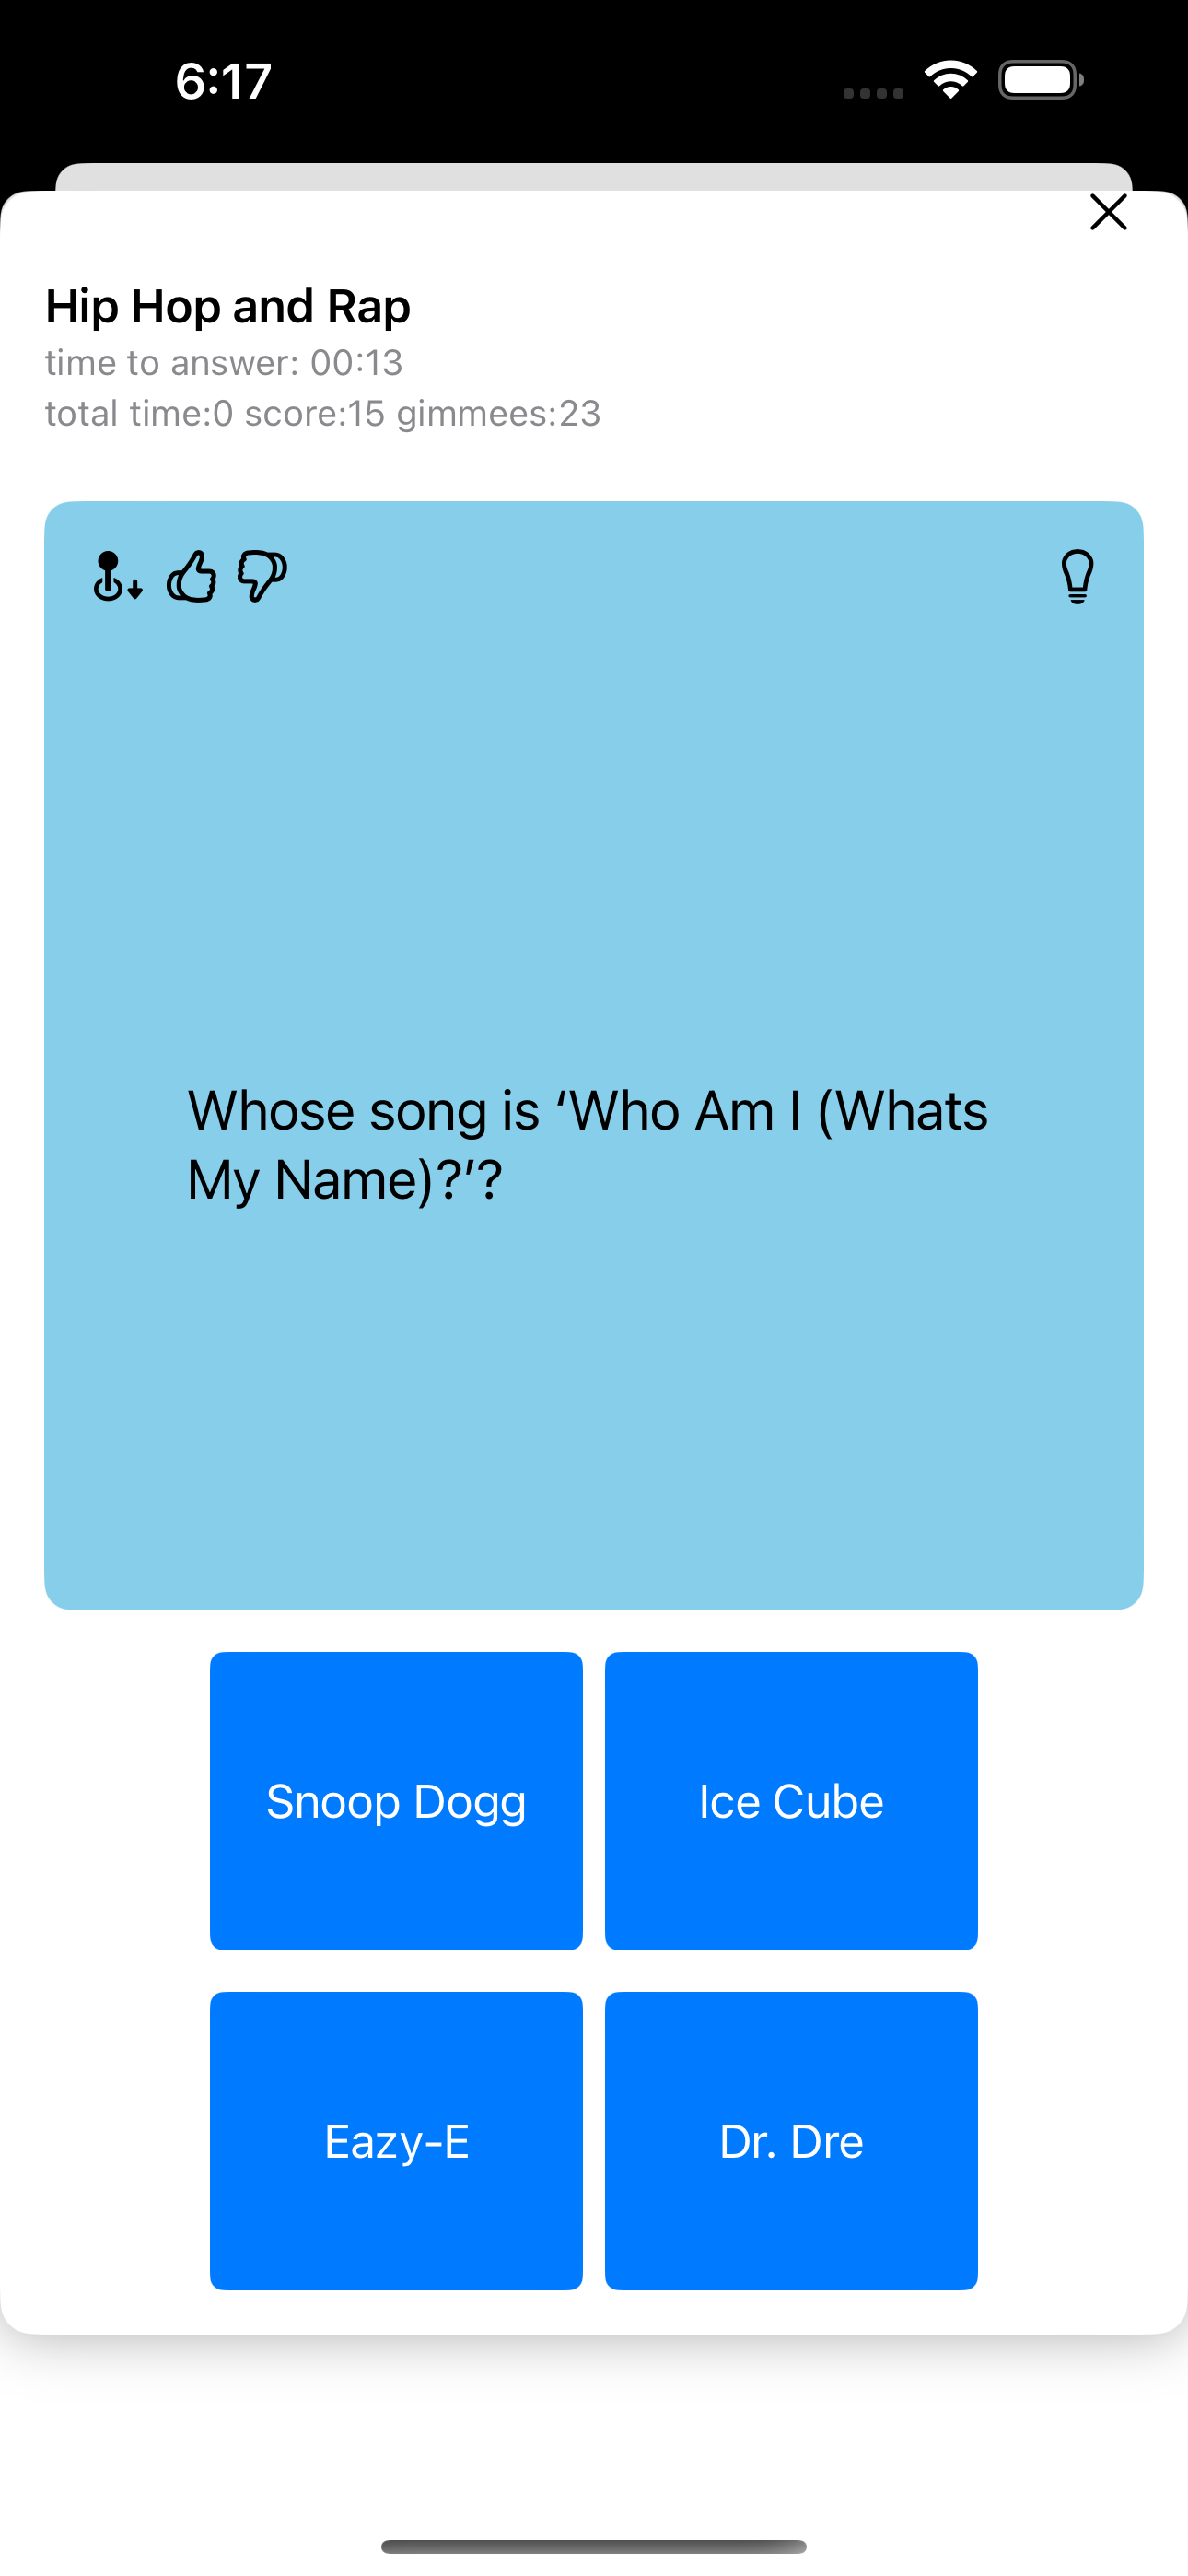 6:17
Hip Hop and Rap
time to answer: 00:13
total time:0 score:15 gimmees:23
Whose song is ‘Who Am I (Whats
My Name)?’?
Snoop Dogg
Ice Cube
Eazy-E
Dr. Dre